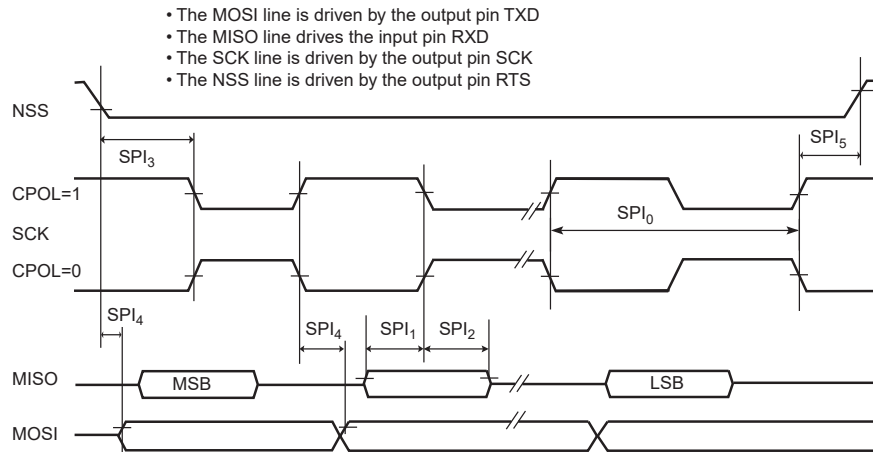 • The MOSI line is driven by the output pin TXD
• The MISO line drives the input pin RXD
• The SCK line is driven by the output pin SCK
• The NSS line is driven by the output pin RTS
NSS
SPI₃
SPI₅
CPOL=1
SPI₀
SCK
CPOL=0
SPI₄
SPI₄
SPI₁
SPI₂
MISO
MSB
LSB
MOSI